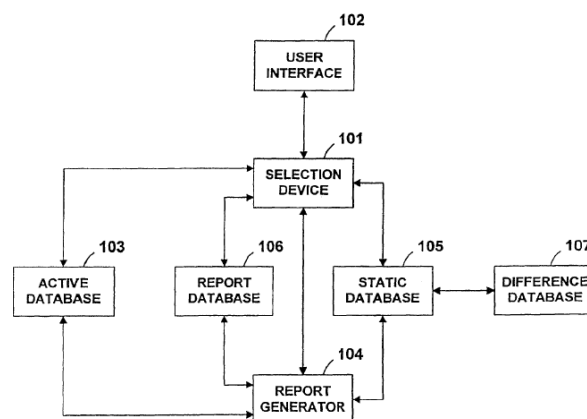 102
USER
INTERFACE
101
SELECTION
DEVICE
103
ACTIVE
DATABASE
106
REPORT
DATABASE
105
STATIC
DATABASE
107
DIFFERENCE
DATABASE
104
REPORT
GENERATOR